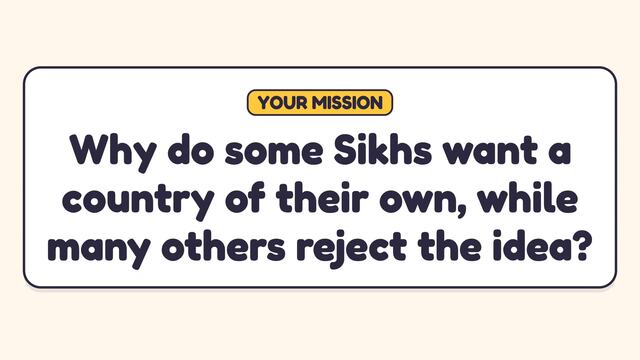 YOUR MISSION
Why do some Sikhs want a
country of their own, while
many others reject the idea?